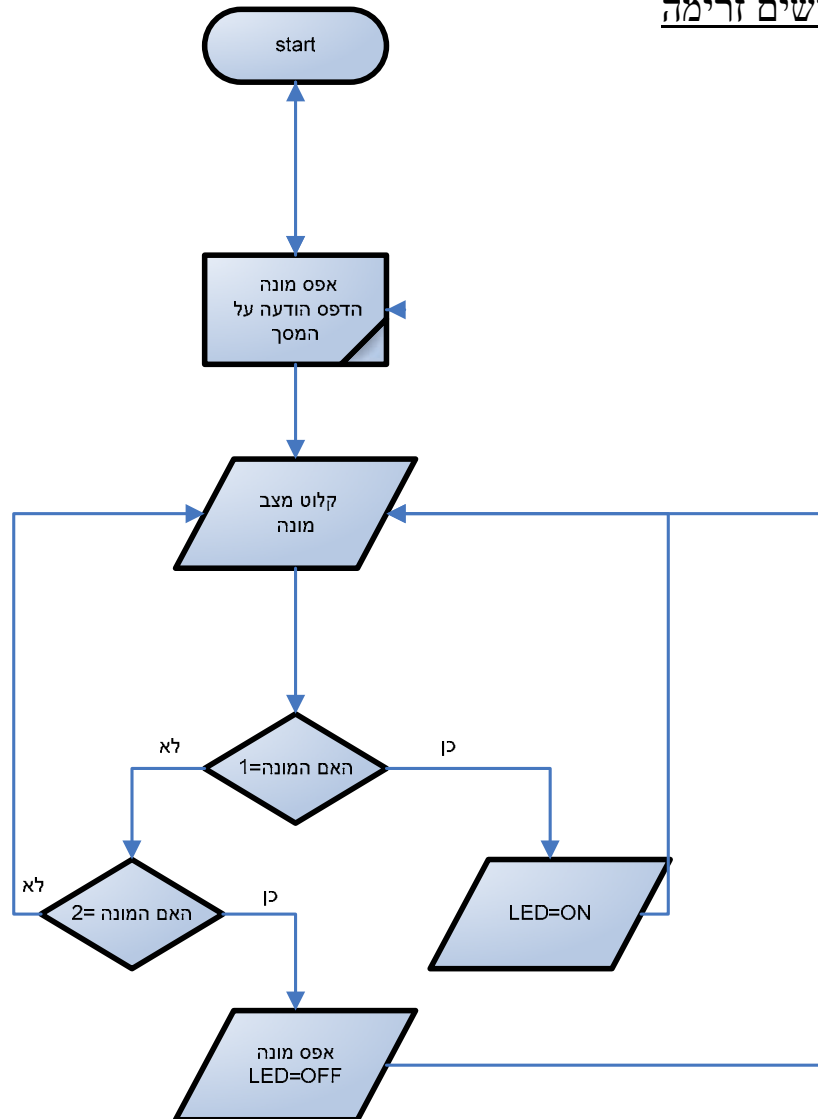 start
אפס מונה
הדפס הודעה על
המסך
קלוט מצב
מונה
האם המונה=1
כן
לא
האם המונה =2
כן
לא
LED=ON
אפס מונה
LED=OFF
זרימה